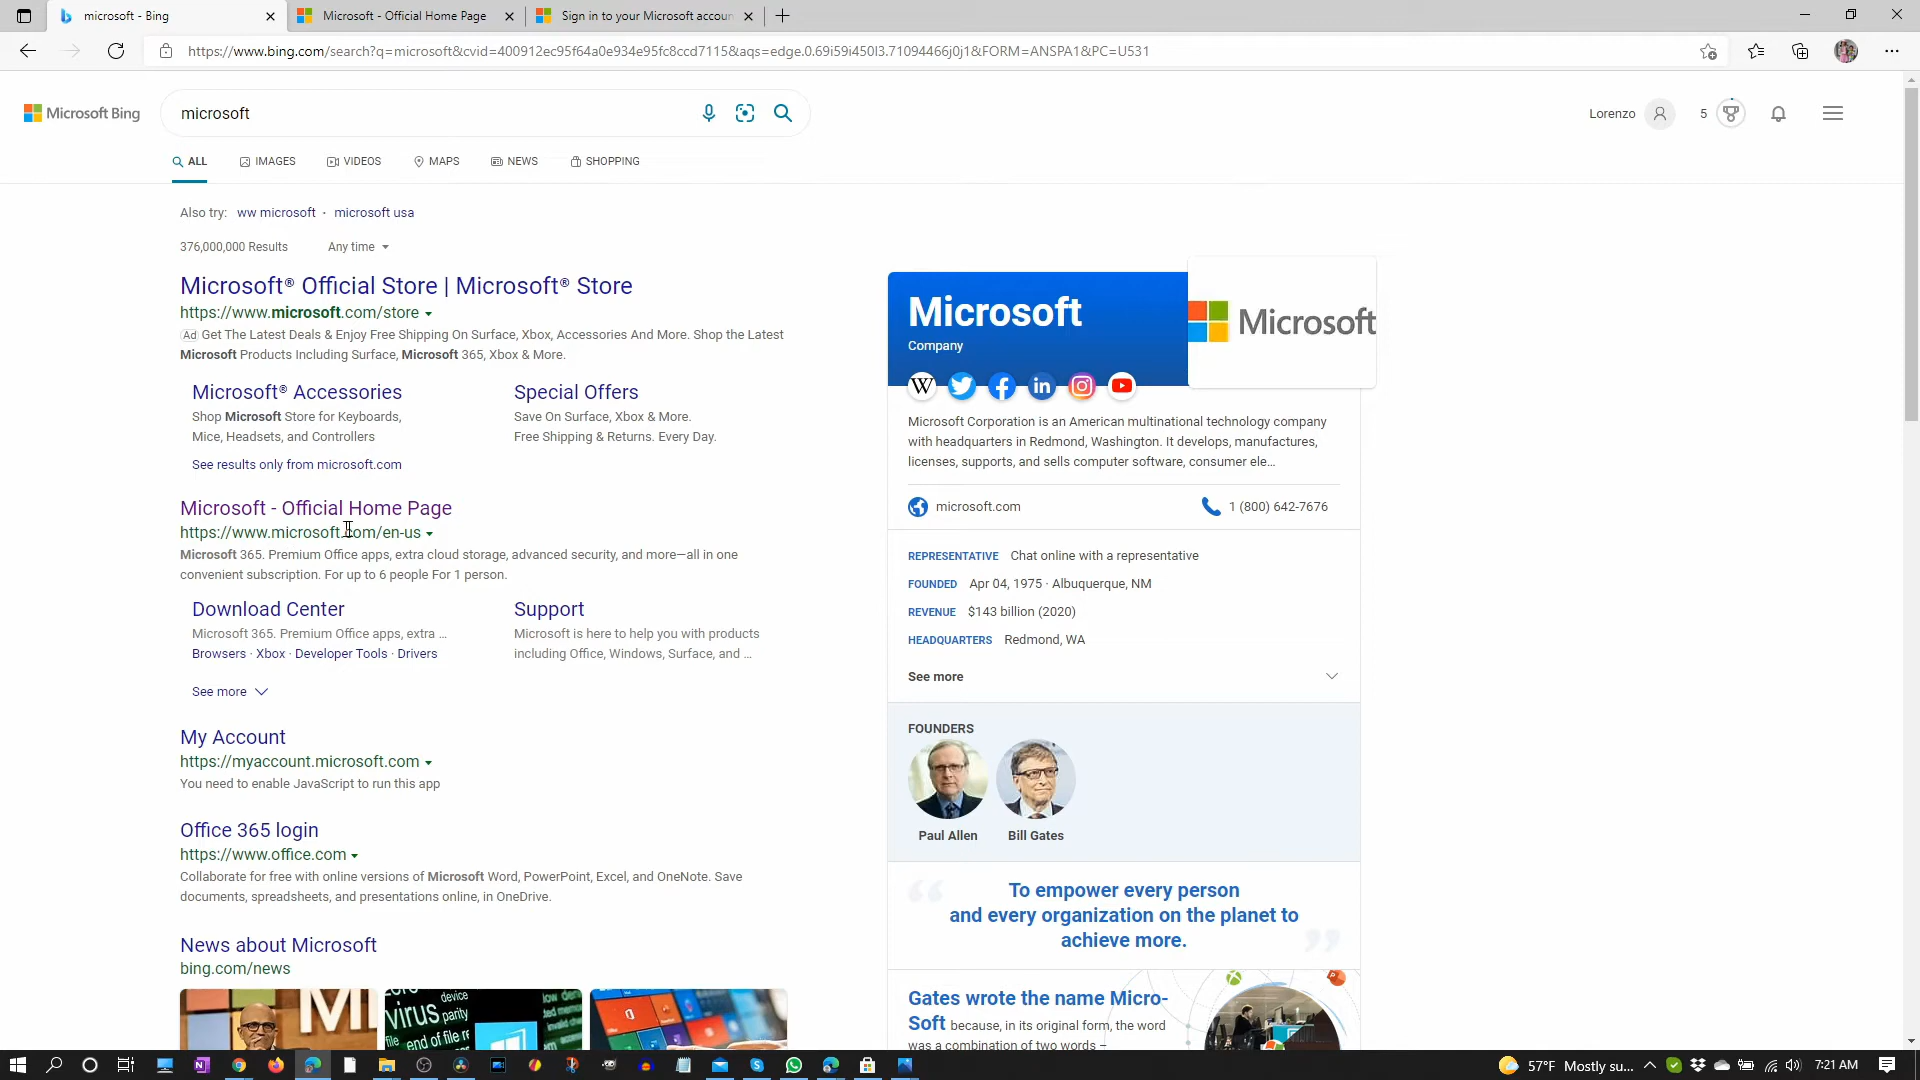 microsoft - Bing
Microsoft - Official Home Page
Sign in to your Microsoft accoun
https://www.bing.com/search?q=microsoft&cvid=400912ec95f64a0e934e95fc8ccd7115&aqs=edge.0.69i59i450l3.71094466j0j1&FORM=ANSPA1&PC=U531
Microsoft Bing
microsoft
Lorenzo
5
ALL
IMAGES
VIDEOS
MAPS
NEWS
SHOPPING
Also try: ww microsoft · microsoft usa
376,000,000 Results
Any time
Microsoft® Official Store | Microsoft® Store
https://www.microsoft.com/store
Ad Get The Latest Deals & Enjoy Free Shipping On Surface, Xbox, Accessories And More. Shop the Latest
Microsoft Products Including Surface, Microsoft 365, Xbox & More.
Microsoft® Accessories
Shop Microsoft Store for Keyboards,
Mice, Headsets, and Controllers
Special Offers
Save On Surface, Xbox & More.
Free Shipping & Returns. Every Day.
See results only from microsoft.com
Microsoft - Official Home Page
https://www.microsoft.com/en-us
Microsoft 365. Premium Office apps, extra cloud storage, advanced security, and more—all in one
convenient subscription. For up to 6 people For 1 person.
Download Center
Microsoft 365. Premium Office apps, extra ...
Browsers · Xbox · Developer Tools · Drivers
Support
Microsoft is here to help you with products
including Office, Windows, Surface, and ...
See more
My Account
https://myaccount.microsoft.com
You need to enable JavaScript to run this app
Office 365 login
https://www.office.com
Collaborate for free with online versions of Microsoft Word, PowerPoint, Excel, and OneNote. Save
documents, spreadsheets, and presentations online, in OneDrive.
News about Microsoft
bing.com/news
virus
device
parity
end of file
Microsoft
Company
Microsoft
W
in
Microsoft Corporation is an American multinational technology company
with headquarters in Redmond, Washington. It develops, manufactures,
licenses, supports, and sells computer software, consumer ele...
microsoft.com
1 (800) 642-7676
REPRESENTATIVE Chat online with a representative
FOUNDED Apr 04, 1975 · Albuquerque, NM
REVENUE $143 billion (2020)
HEADQUARTERS Redmond, WA
See more
FOUNDERS
Paul Allen
Bill Gates
To empower every person
and every organization on the planet to
achieve more.
Gates wrote the name Micro-
Soft because, in its original form, the word
was a combination of two words –
57°F Mostly su...
7:21 AM